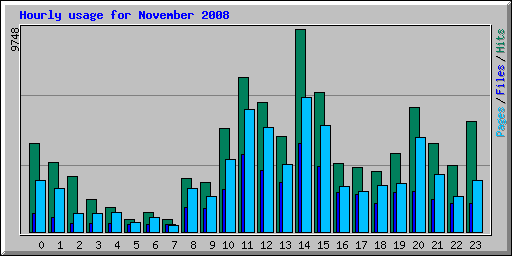 Hourly usage for November 2008
9748
Pages / Files / Hits
0 1 2 3 4 5 6 7 8 9 10 11 12 13 14 15 16 17 18 19 20 21 22 23